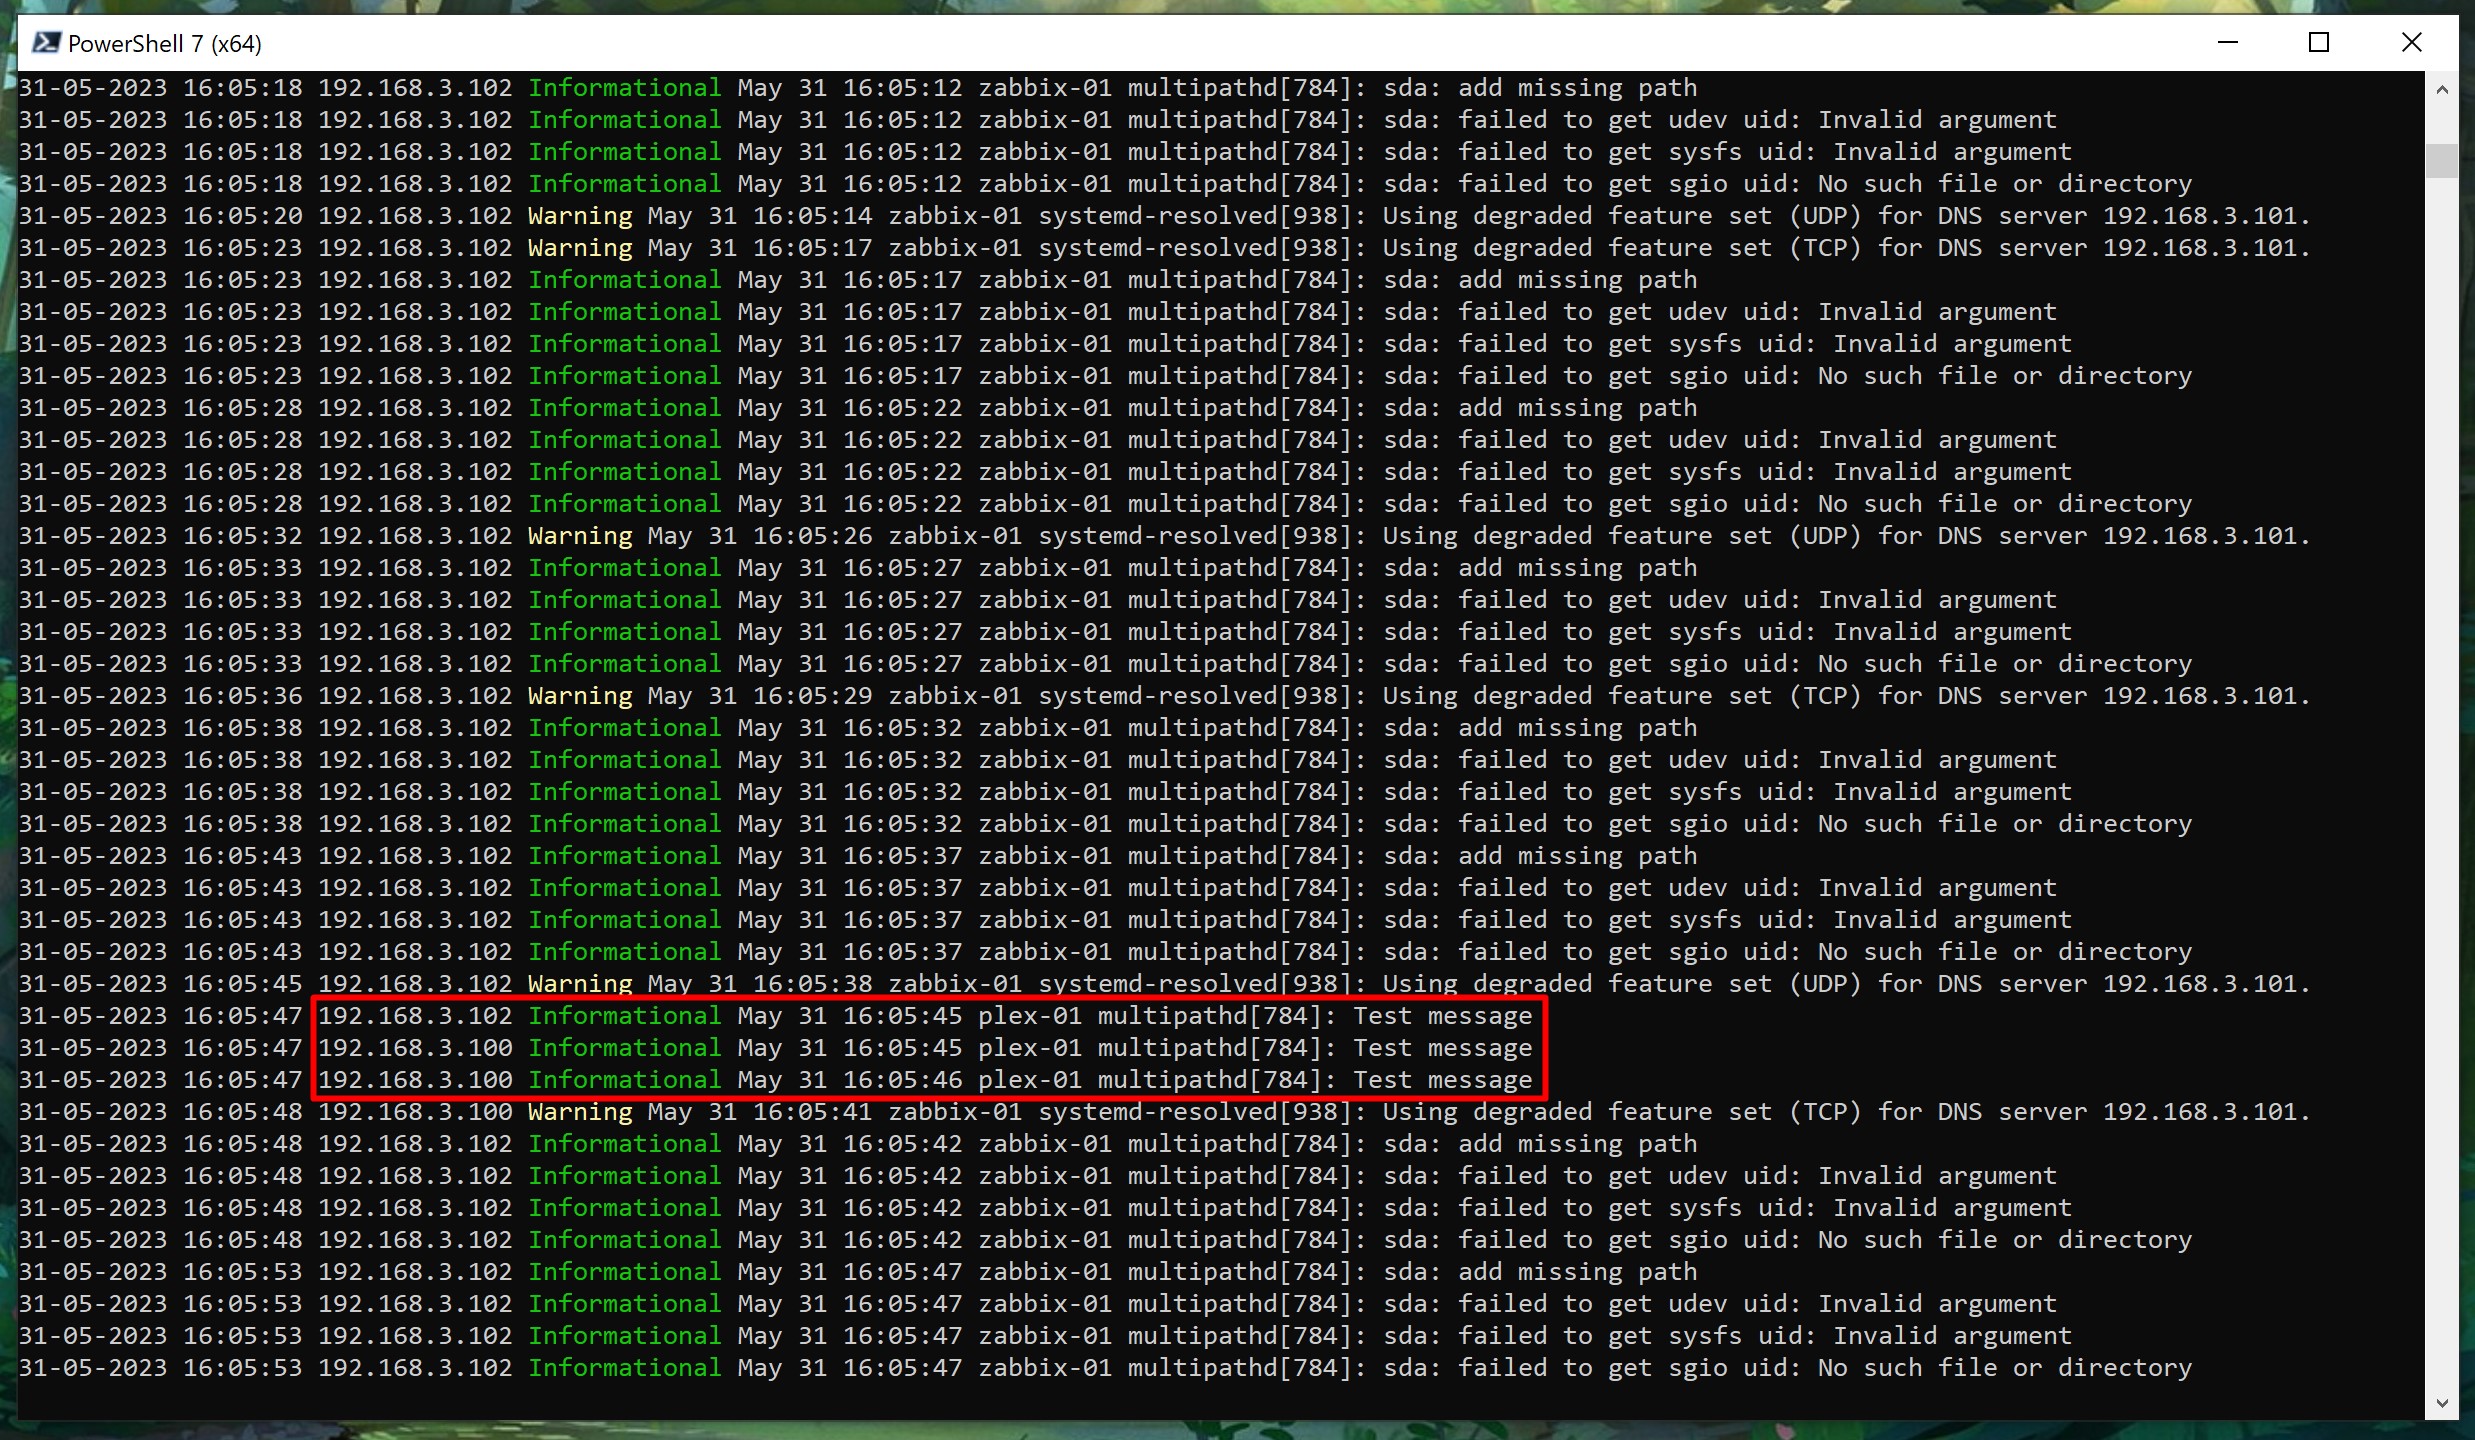 PowerShell 7 (x64)
31-05-2023 16:05:18 192.168.3.102 Informational May 31 16:05:12 zabbix-01 multipathd[784]: sda: add missing path
31-05-2023 16:05:18 192.168.3.102 Informational May 31 16:05:12 zabbix-01 multipathd[784]: sda: failed to get udev uid: Invalid argument
31-05-2023 16:05:18 192.168.3.102 Informational May 31 16:05:12 zabbix-01 multipathd[784]: sda: failed to get sysfs uid: Invalid argument
31-05-2023 16:05:18 192.168.3.102 Informational May 31 16:05:12 zabbix-01 multipathd[784]: sda: failed to get sgio uid: No such file or directory
31-05-2023 16:05:20 192.168.3.102 Warning May 31 16:05:14 zabbix-01 systemd-resolved[938]: Using degraded feature set (UDP) for DNS server 192.168.3.101.
31-05-2023 16:05:23 192.168.3.102 Warning May 31 16:05:17 zabbix-01 systemd-resolved[938]: Using degraded feature set (TCP) for DNS server 192.168.3.101.
31-05-2023 16:05:23 192.168.3.102 Informational May 31 16:05:17 zabbix-01 multipathd[784]: sda: add missing path
31-05-2023 16:05:23 192.168.3.102 Informational May 31 16:05:17 zabbix-01 multipathd[784]: sda: failed to get udev uid: Invalid argument
31-05-2023 16:05:23 192.168.3.102 Informational May 31 16:05:17 zabbix-01 multipathd[784]: sda: failed to get sysfs uid: Invalid argument
31-05-2023 16:05:23 192.168.3.102 Informational May 31 16:05:17 zabbix-01 multipathd[784]: sda: failed to get sgio uid: No such file or directory
31-05-2023 16:05:28 192.168.3.102 Informational May 31 16:05:22 zabbix-01 multipathd[784]: sda: add missing path
31-05-2023 16:05:28 192.168.3.102 Informational May 31 16:05:22 zabbix-01 multipathd[784]: sda: failed to get udev uid: Invalid argument
31-05-2023 16:05:28 192.168.3.102 Informational May 31 16:05:22 zabbix-01 multipathd[784]: sda: failed to get sysfs uid: Invalid argument
31-05-2023 16:05:28 192.168.3.102 Informational May 31 16:05:22 zabbix-01 multipathd[784]: sda: failed to get sgio uid: No such file or directory
31-05-2023 16:05:32 192.168.3.102 Warning May 31 16:05:26 zabbix-01 systemd-resolved[938]: Using degraded feature set (UDP) for DNS server 192.168.3.101.
31-05-2023 16:05:33 192.168.3.102 Informational May 31 16:05:27 zabbix-01 multipathd[784]: sda: add missing path
31-05-2023 16:05:33 192.168.3.102 Informational May 31 16:05:27 zabbix-01 multipathd[784]: sda: failed to get udev uid: Invalid argument
31-05-2023 16:05:33 192.168.3.102 Informational May 31 16:05:27 zabbix-01 multipathd[784]: sda: failed to get sysfs uid: Invalid argument
31-05-2023 16:05:33 192.168.3.102 Informational May 31 16:05:27 zabbix-01 multipathd[784]: sda: failed to get sgio uid: No such file or directory
31-05-2023 16:05:36 192.168.3.102 Warning May 31 16:05:29 zabbix-01 systemd-resolved[938]: Using degraded feature set (TCP) for DNS server 192.168.3.101.
31-05-2023 16:05:38 192.168.3.102 Informational May 31 16:05:32 zabbix-01 multipathd[784]: sda: add missing path
31-05-2023 16:05:38 192.168.3.102 Informational May 31 16:05:32 zabbix-01 multipathd[784]: sda: failed to get udev uid: Invalid argument
31-05-2023 16:05:38 192.168.3.102 Informational May 31 16:05:32 zabbix-01 multipathd[784]: sda: failed to get sysfs uid: Invalid argument
31-05-2023 16:05:38 192.168.3.102 Informational May 31 16:05:32 zabbix-01 multipathd[784]: sda: failed to get sgio uid: No such file or directory
31-05-2023 16:05:43 192.168.3.102 Informational May 31 16:05:37 zabbix-01 multipathd[784]: sda: add missing path
31-05-2023 16:05:43 192.168.3.102 Informational May 31 16:05:37 zabbix-01 multipathd[784]: sda: failed to get udev uid: Invalid argument
31-05-2023 16:05:43 192.168.3.102 Informational May 31 16:05:37 zabbix-01 multipathd[784]: sda: failed to get sysfs uid: Invalid argument
31-05-2023 16:05:43 192.168.3.102 Informational May 31 16:05:37 zabbix-01 multipathd[784]: sda: failed to get sgio uid: No such file or directory
31-05-2023 16:05:45 192.168.3.102 Warning May 31 16:05:38 zabbix-01 systemd-resolved[938]: Using degraded feature set (UDP) for DNS server 192.168.3.101.
31-05-2023 16:05:47 192.168.3.102 Informational May 31 16:05:45 plex-01 multipathd[784]: Test message
31-05-2023 16:05:47 192.168.3.100 Informational May 31 16:05:45 plex-01 multipathd[784]: Test message
31-05-2023 16:05:47 192.168.3.100 Informational May 31 16:05:46 plex-01 multipathd[784]: Test message
31-05-2023 16:05:48 192.168.3.100 Warning May 31 16:05:41 zabbix-01 systemd-resolved[938]: Using degraded feature set (TCP) for DNS server 192.168.3.101.
31-05-2023 16:05:48 192.168.3.102 Informational May 31 16:05:42 zabbix-01 multipathd[784]: sda: add missing path
31-05-2023 16:05:48 192.168.3.102 Informational May 31 16:05:42 zabbix-01 multipathd[784]: sda: failed to get udev uid: Invalid argument
31-05-2023 16:05:48 192.168.3.102 Informational May 31 16:05:42 zabbix-01 multipathd[784]: sda: failed to get sysfs uid: Invalid argument
31-05-2023 16:05:48 192.168.3.102 Informational May 31 16:05:42 zabbix-01 multipathd[784]: sda: failed to get sgio uid: No such file or directory
31-05-2023 16:05:53 192.168.3.102 Informational May 31 16:05:47 zabbix-01 multipathd[784]: sda: add missing path
31-05-2023 16:05:53 192.168.3.102 Informational May 31 16:05:47 zabbix-01 multipathd[784]: sda: failed to get udev uid: Invalid argument
31-05-2023 16:05:53 192.168.3.102 Informational May 31 16:05:47 zabbix-01 multipathd[784]: sda: failed to get sysfs uid: Invalid argument
31-05-2023 16:05:53 192.168.3.102 Informational May 31 16:05:47 zabbix-01 multipathd[784]: sda: failed to get sgio uid: No such file or directory